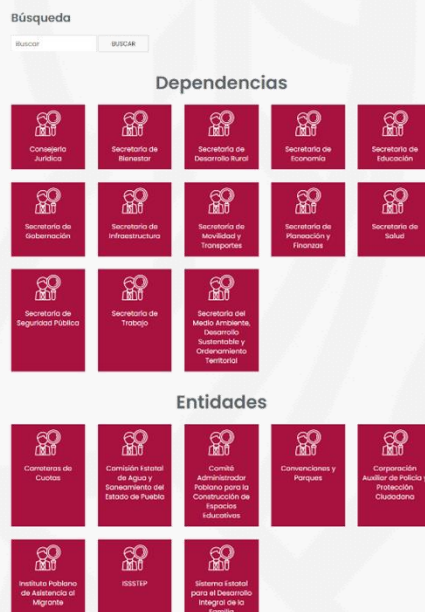 Búsqueda
Buscar
BUSCAR
Dependencias
Consejería
Jurídica
Secretaría de
Bienestar
Secretaría de
Desarrollo Rural
Secretaría de
Economía
Secretaría de
Educación
Secretaría de
Gobernación
Secretaría de
Infraestructura
Secretaría de
Movilidad y
Transportes
Secretaría de
Planeación y
Finanzas
Secretaría de
Salud
Secretaría de
Seguridad Pública
Secretaría de
Trabajo
Secretaría del
Medio Ambiente,
Desarrollo
Sustentable y
Ordenamiento
Territorial
Entidades
Carreteras de
Cuotas
Comisión Estatal
de Agua y
Saneamiento del
Estado de Puebla
Comité
Administrador
Poblano para la
Construcción de
Espacios
Educativos
Convenciones y
Parques
Corporación
Auxiliar de Policía y
Protección
Ciudadana
Instituto Poblano
de Asistencia al
Migrante
ISSSTEP
Sistema Estatal
para el Desarrollo
Integral de la
Familia